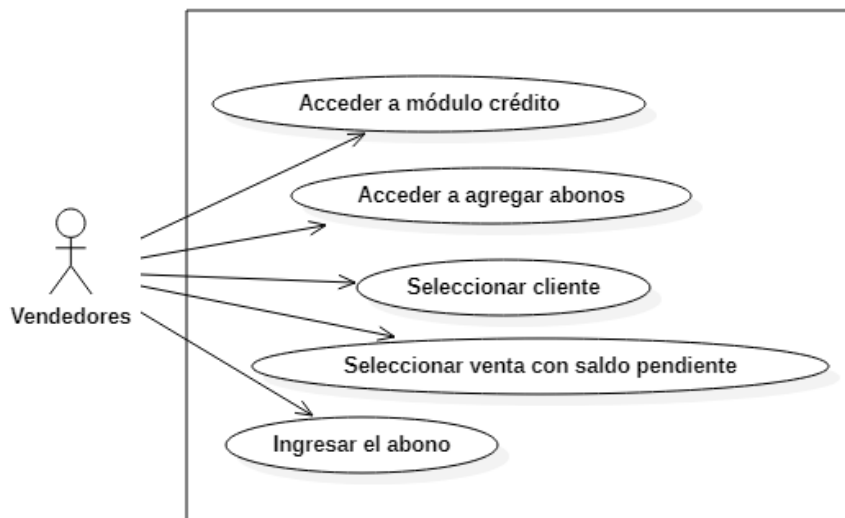 Acceder a módulo crédito
Acceder a agregar abonos
Seleccionar cliente
Vendedores
Seleccionar venta con saldo pendiente
Ingresar el abono